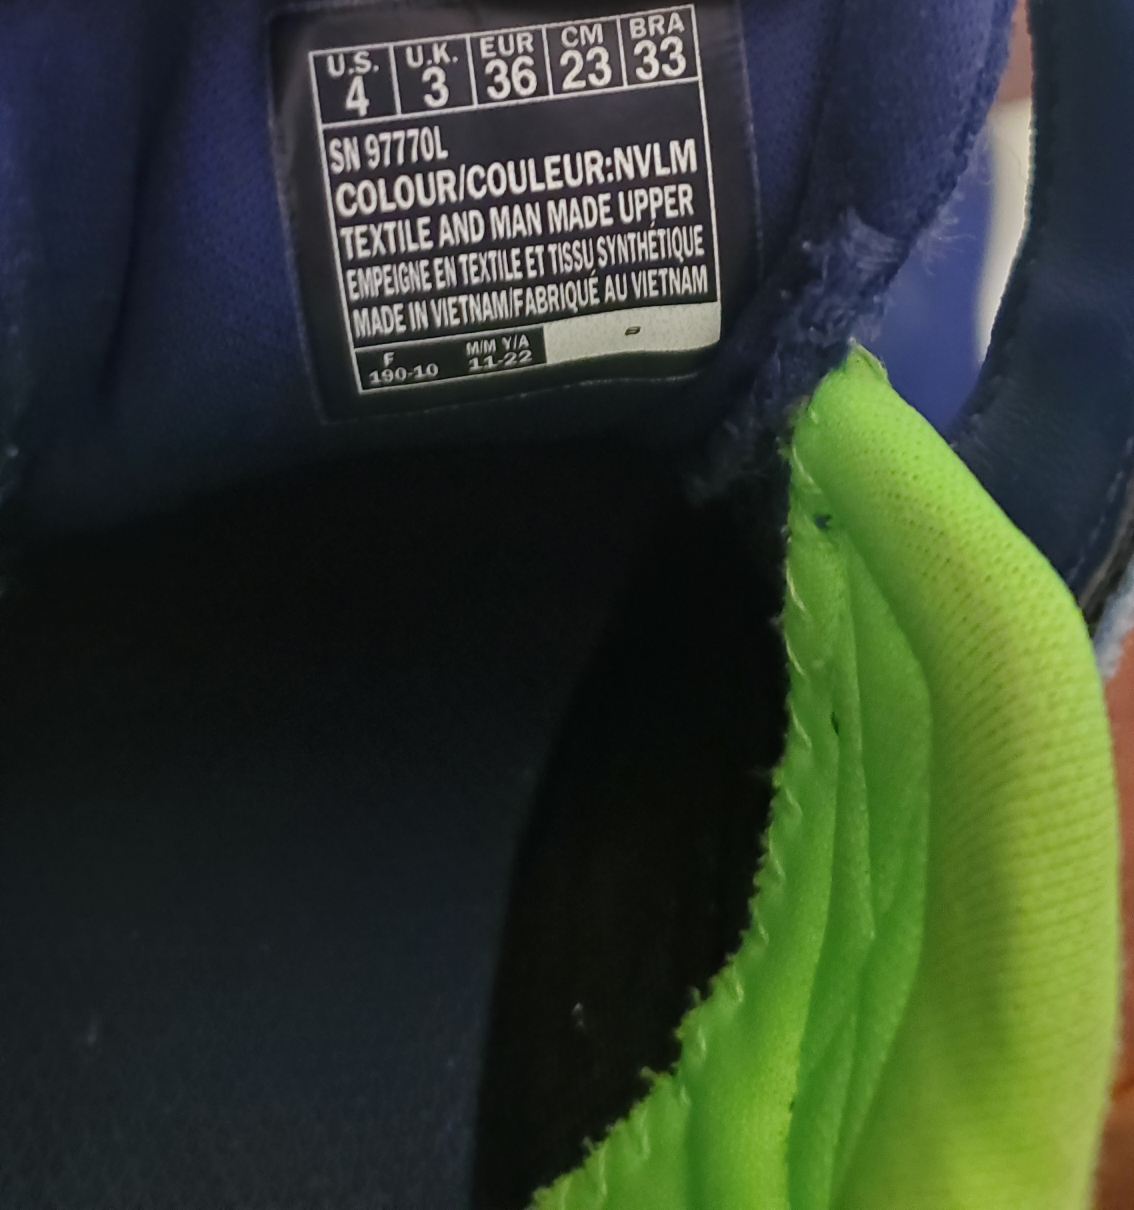 U.S. U.K. EUR CM BRA
4 3 36 23 33
SN 97770L
COLOUR/COULEUR:NVLM
TEXTILE AND MAN MADE UPPER
EMPEIGNE EN TEXTILE ET TISSU SYNTHÉTIQUE
MADE IN VIETNAM/FABRIQUÉ AU VIETNAM
F M/M Y/A
190-10 11-22